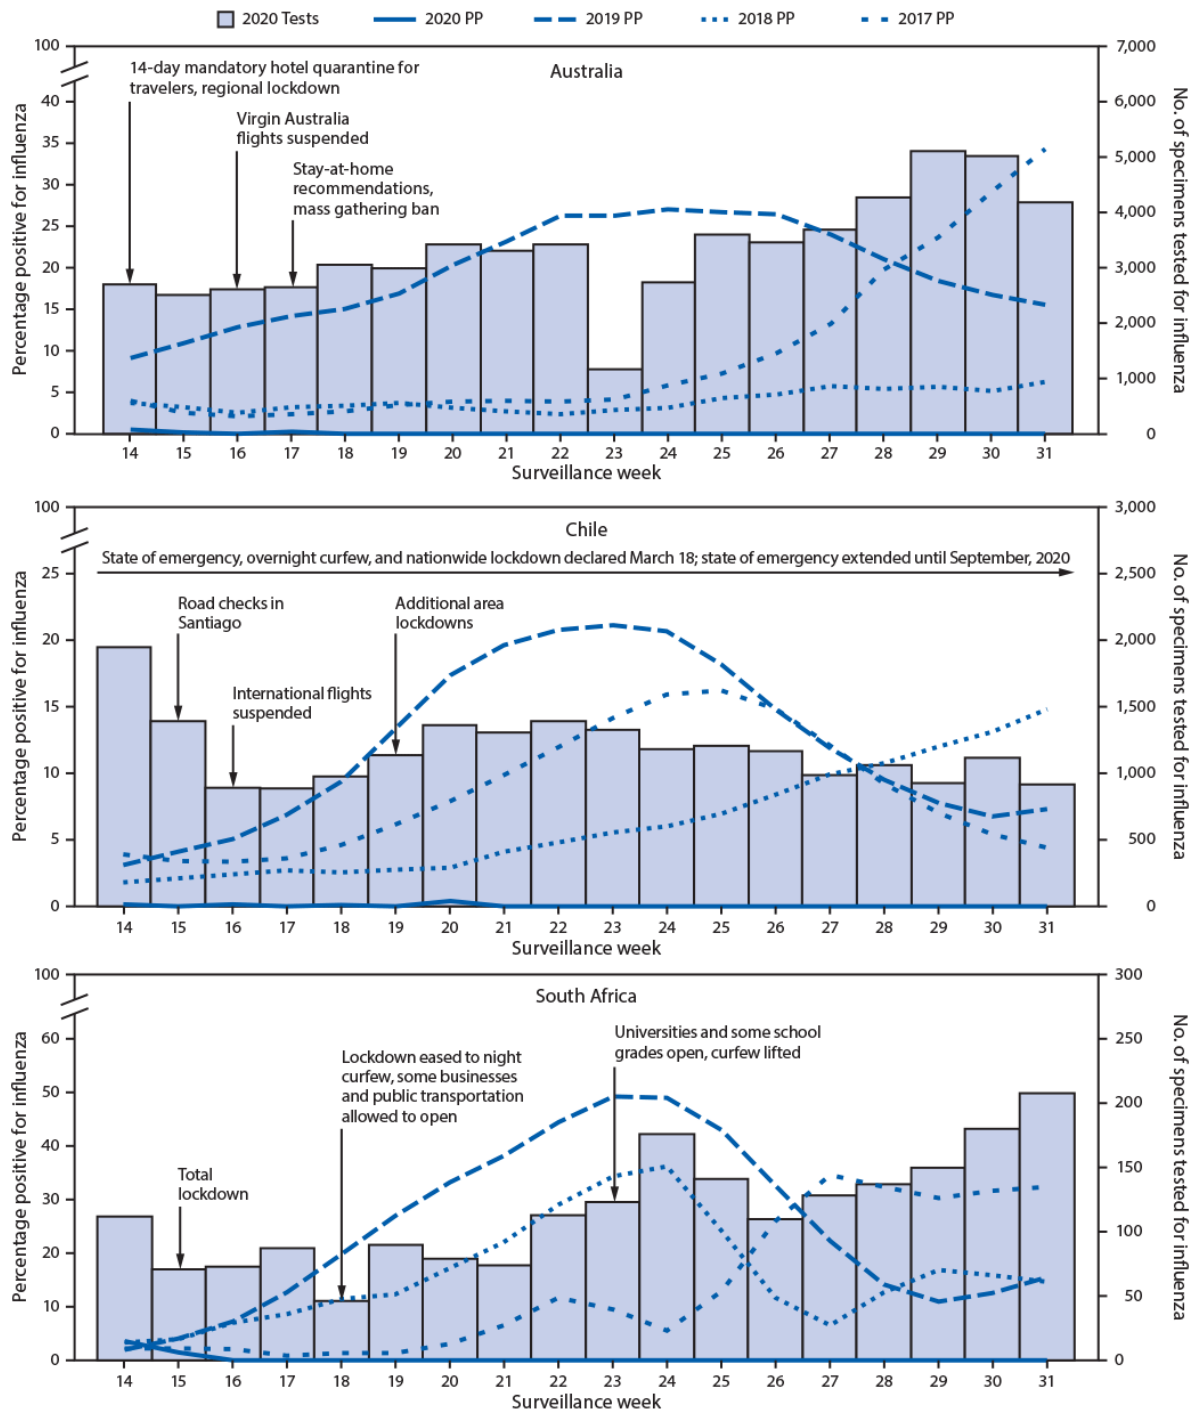 2020 Tests 2020 PP 2019 PP 2018 PP 2017 PP
Australia
Percentage positive for influenza
No. of specimens tested for influenza
100
40
35
30
25
20
15
10
5
0
7,000
6,000
5,000
4,000
3,000
2,000
1,000
0
14-day mandatory hotel quarantine for
travelers, regional lockdown
Virgin Australia
flights suspended
Stay-at-home
recommendations,
mass gathering ban
14 15 16 17 18 19 20 21 22 23 24 25 26 27 28 29 30 31
Surveillance week
Chile
Percentage positive for influenza
No. of specimens tested for influenza
100
25
20
15
10
5
0
3,000
2,500
2,000
1,500
1,000
500
0
State of emergency, overnight curfew, and nationwide lockdown declared March 18; state of emergency extended until September, 2020
Road checks in
Santiago
International flights
suspended
Additional area
lockdowns
14 15 16 17 18 19 20 21 22 23 24 25 26 27 28 29 30 31
Surveillance week
South Africa
Percentage positive for influenza
No. of specimens tested for influenza
100
60
50
40
30
20
10
0
300
250
200
150
100
50
0
Total
lockdown
Lockdown eased to night
curfew, some businesses
and public transportation
allowed to open
Universities and some school
grades open, curfew lifted
14 15 16 17 18 19 20 21 22 23 24 25 26 27 28 29 30 31
Surveillance week